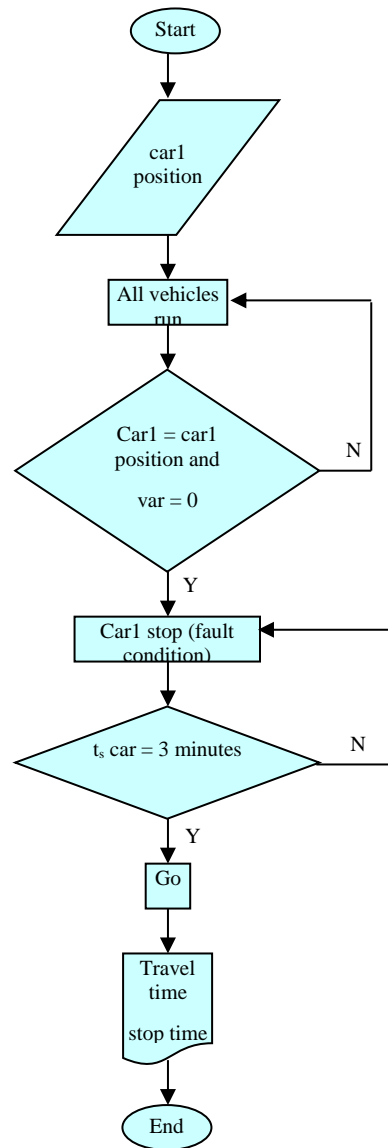 Start
car1
position
All vehicles
run
Car1 = car1
position and
var = 0
N
Y
Car1 stop (fault
condition)
tₛ car = 3 minutes
N
Y
Go
Travel
time
stop time
End